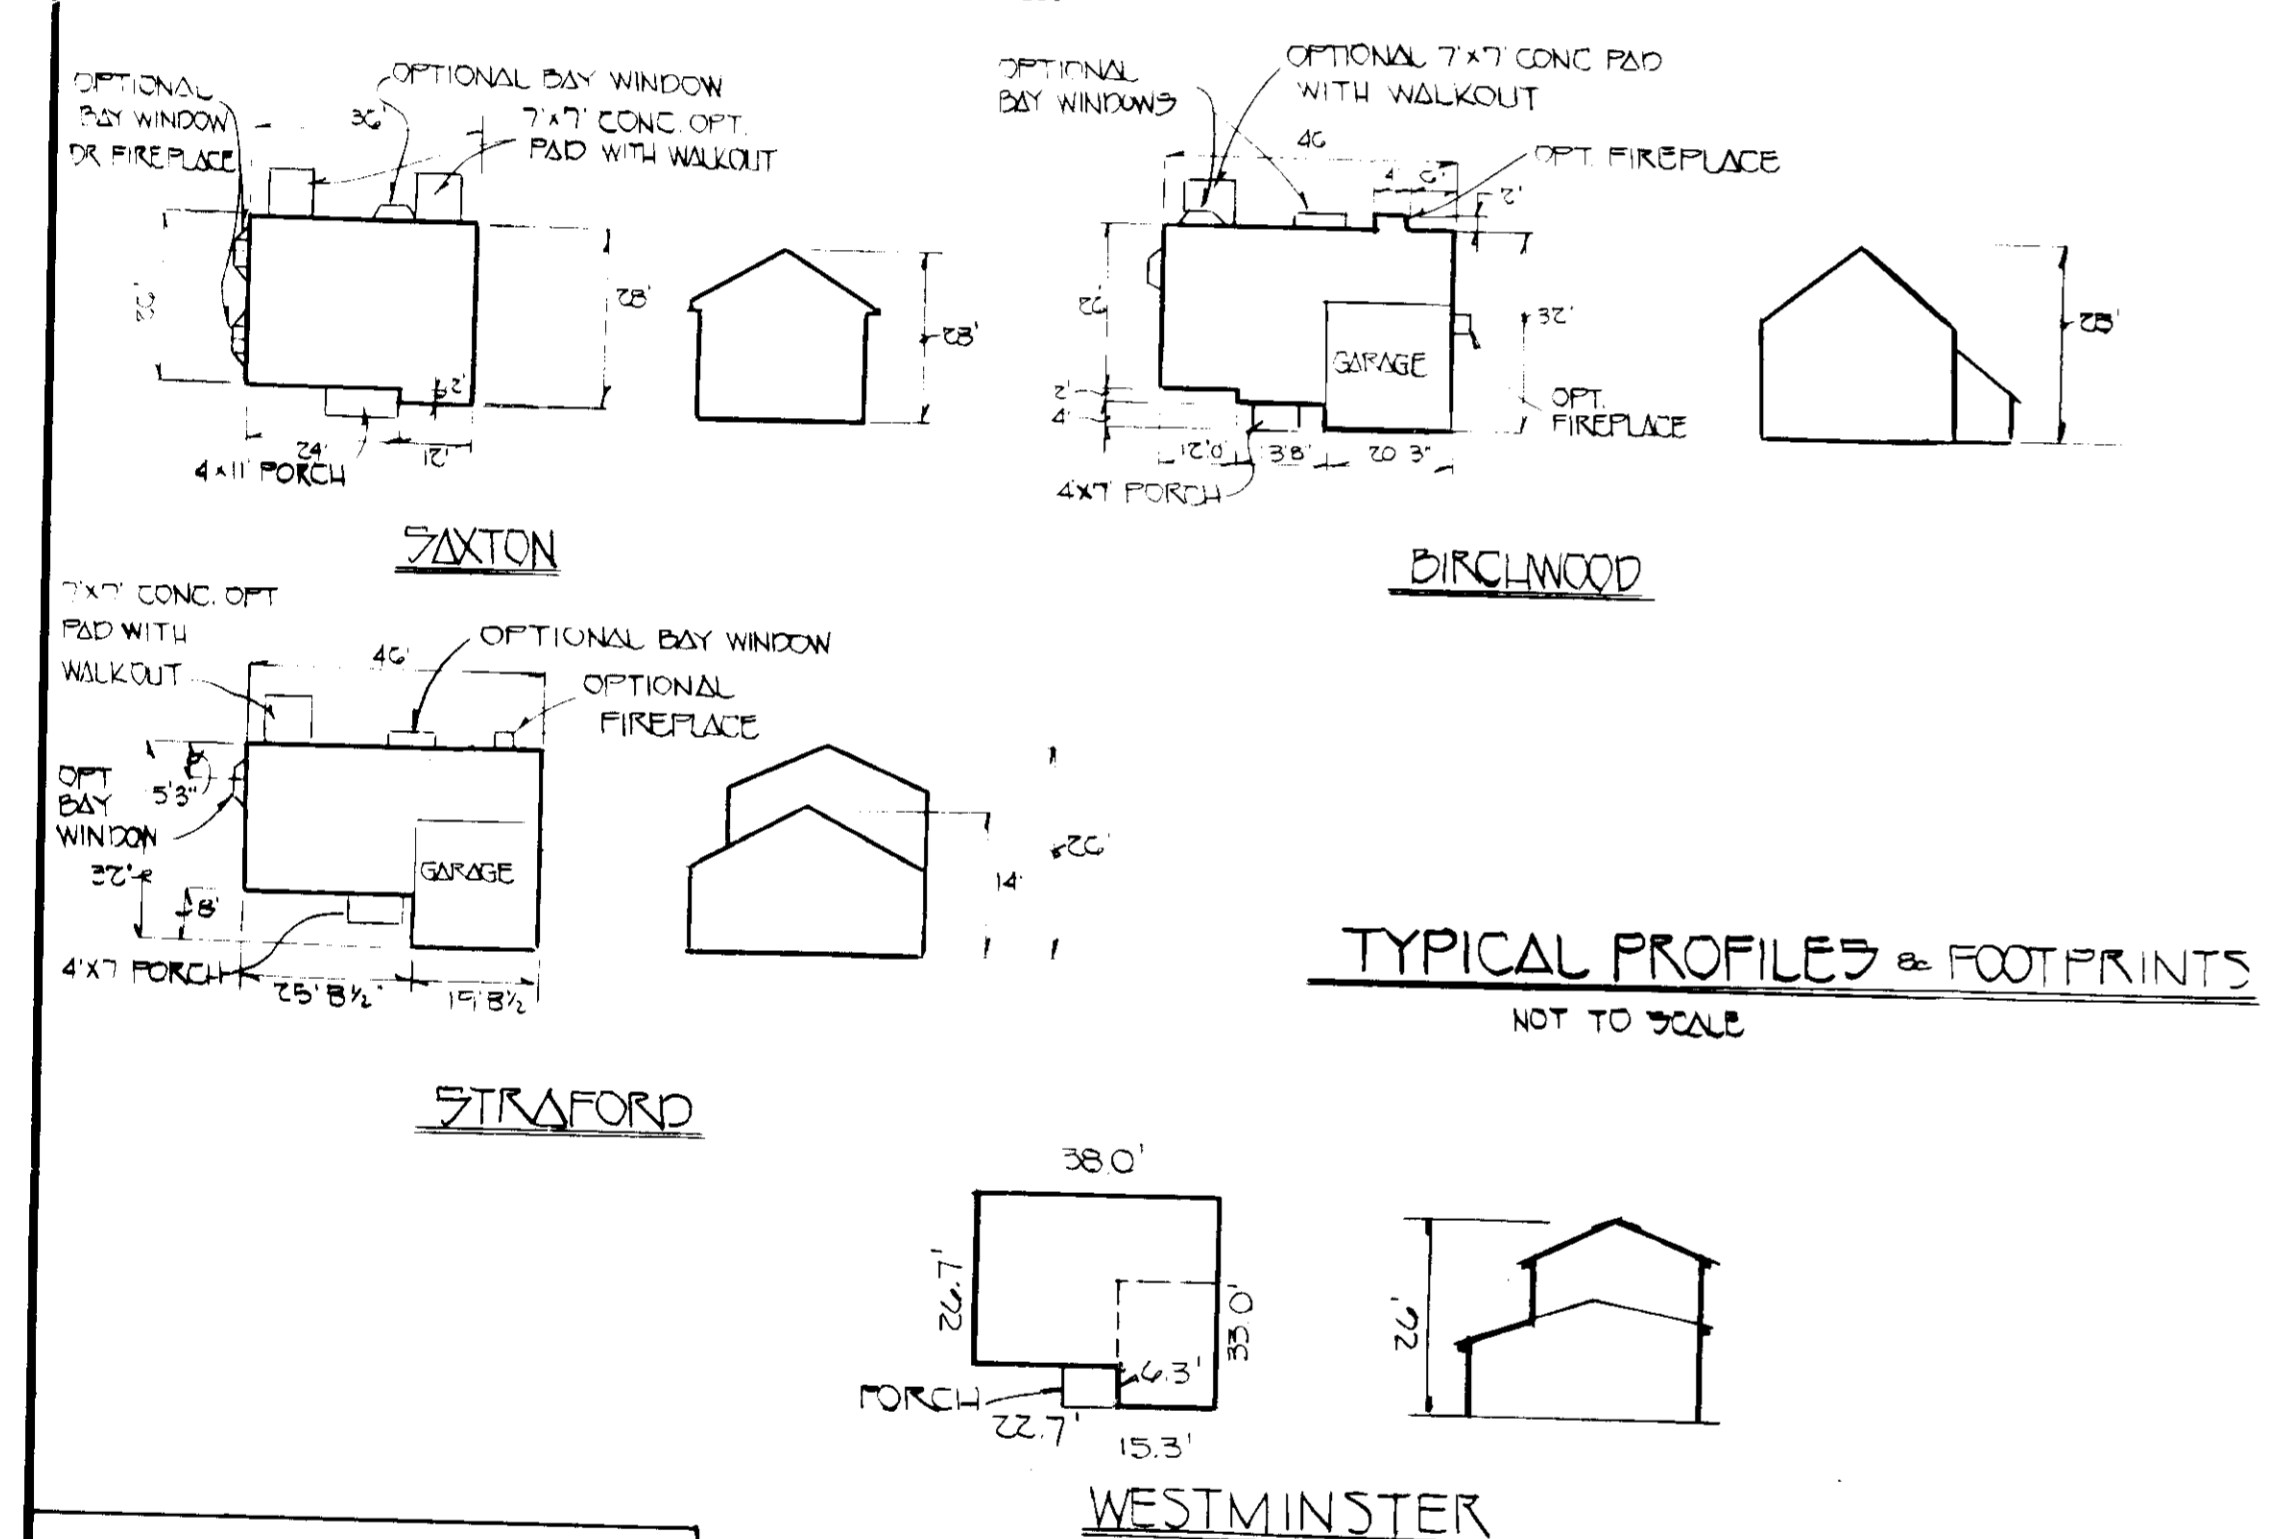 OPTIONAL
BAY WINDOW
OR FIREPLACE
OPTIONAL BAY WINDOW
36'
7'x7' CONC. OPT.
PAD WITH WALKOUT
28'
28'
2'
24'
12'
4x11' PORCH
SAXTON
OPTIONAL
BAY WINDOWS
OPTIONAL 7'x7' CONC PAD
WITH WALKOUT
46
OPT. FIREPLACE
4'
2'
26'
32'
28'
GARAGE
2'
4'
OPT.
FIREPLACE
12'0"
20 3"
4'x7' PORCH
BIRCHWOOD
7'x7' CONC. OPT
PAD WITH
WALKOUT
46'
OPTIONAL BAY WINDOW
OPTIONAL
FIREPLACE
OPT
BAY
WINDOW
5'3"
32'
8'
GARAGE
14'
26'
4'x7 PORCH
25' 8½"
19' 8½
STRAFORD
TYPICAL PROFILES & FOOTPRINTS
NOT TO SCALE
38.0'
26.7'
33.0'
6.3'
26'
PORCH
22.7'
15.3'
WESTMINSTER